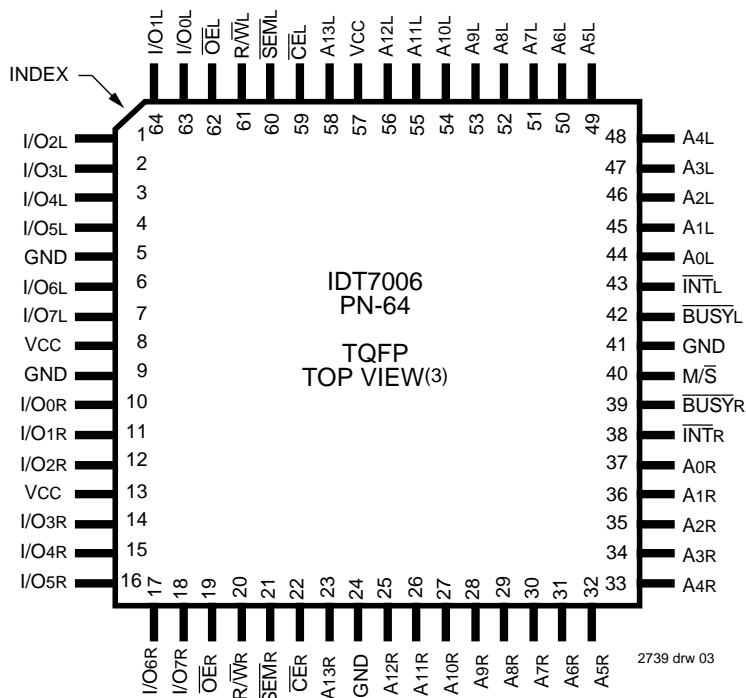 I/O1L
I/O0L
OEL
R/WL
SEML
CEL
A13L
VCC
A12L
A11L
A10L
A9L
A8L
A7L
A6L
A5L
INDEX
64
63
62
61
60
59
58
57
56
55
54
53
52
51
50
49
I/O2L 1
I/O3L 2
I/O4L 3
I/O5L 4
GND 5
I/O6L 6
I/O7L 7
VCC 8
GND 9
I/O0R 10
I/O1R 11
I/O2R 12
VCC 13
I/O3R 14
I/O4R 15
I/O5R 16
IDT7006
PN-64
TQFP
TOP VIEW(3)
48 A4L
47 A3L
46 A2L
45 A1L
44 A0L
43 INTL
42 BUSYL
41 GND
40 M/S
39 BUSYR
38 INTR
37 A0R
36 A1R
35 A2R
34 A3R
33 A4R
17
18
19
20
21
22
23
24
25
26
27
28
29
30
31
32
I/O6R
I/O7R
OER
R/WR
SEMR
CER
A13R
GND
A12R
A11R
A10R
A9R
A8R
A7R
A6R
A5R
2739 drw 03